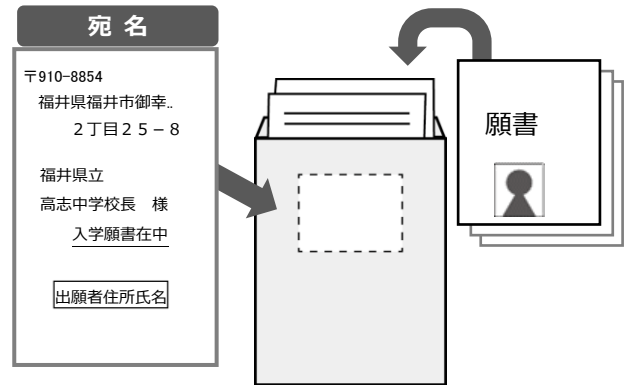 宛名
〒910-8854
福井県福井市御幸..
２丁目２５－８
福井県立
高志中学校長　様
入学願書在中
出願者住所氏名
願書